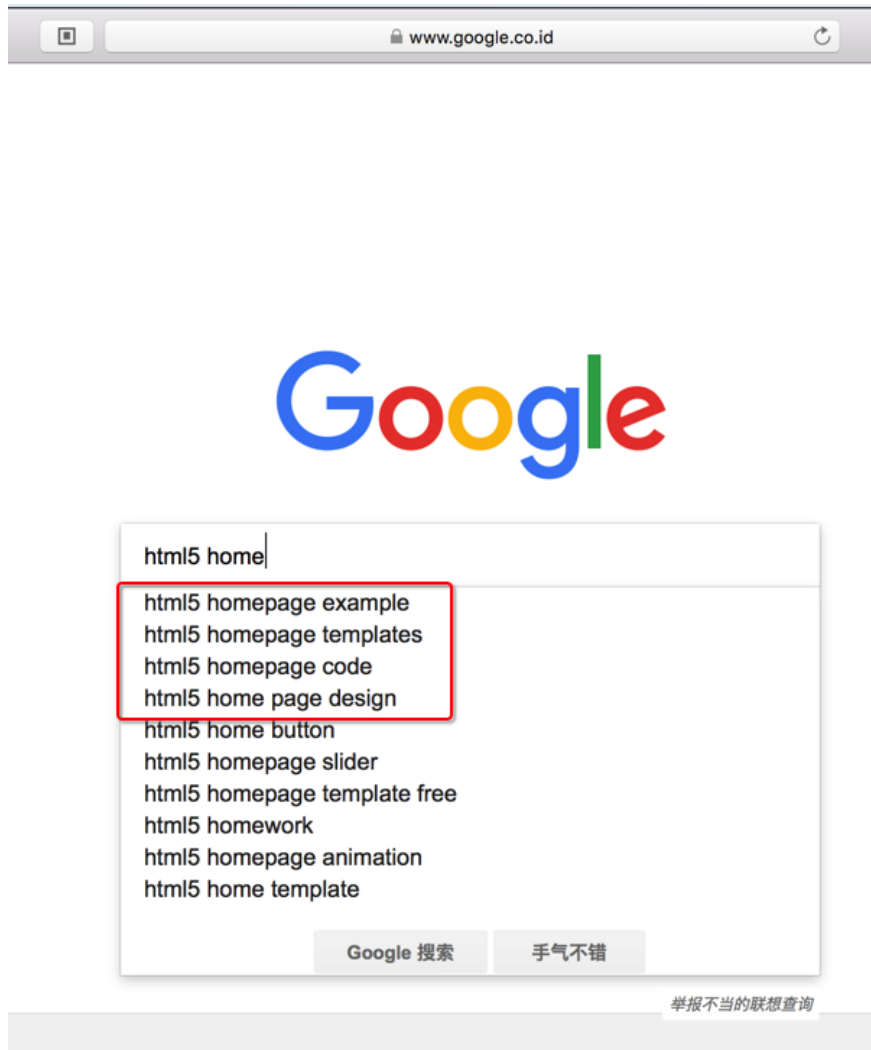 www.google.co.id
Google
html5 home
html5 homepage example
html5 homepage templates
html5 homepage code
html5 home page design
html5 home button
html5 homepage slider
html5 homepage template free
html5 homework
html5 homepage animation
html5 home template
Google 搜索 手气不错
举报不当的联想查询